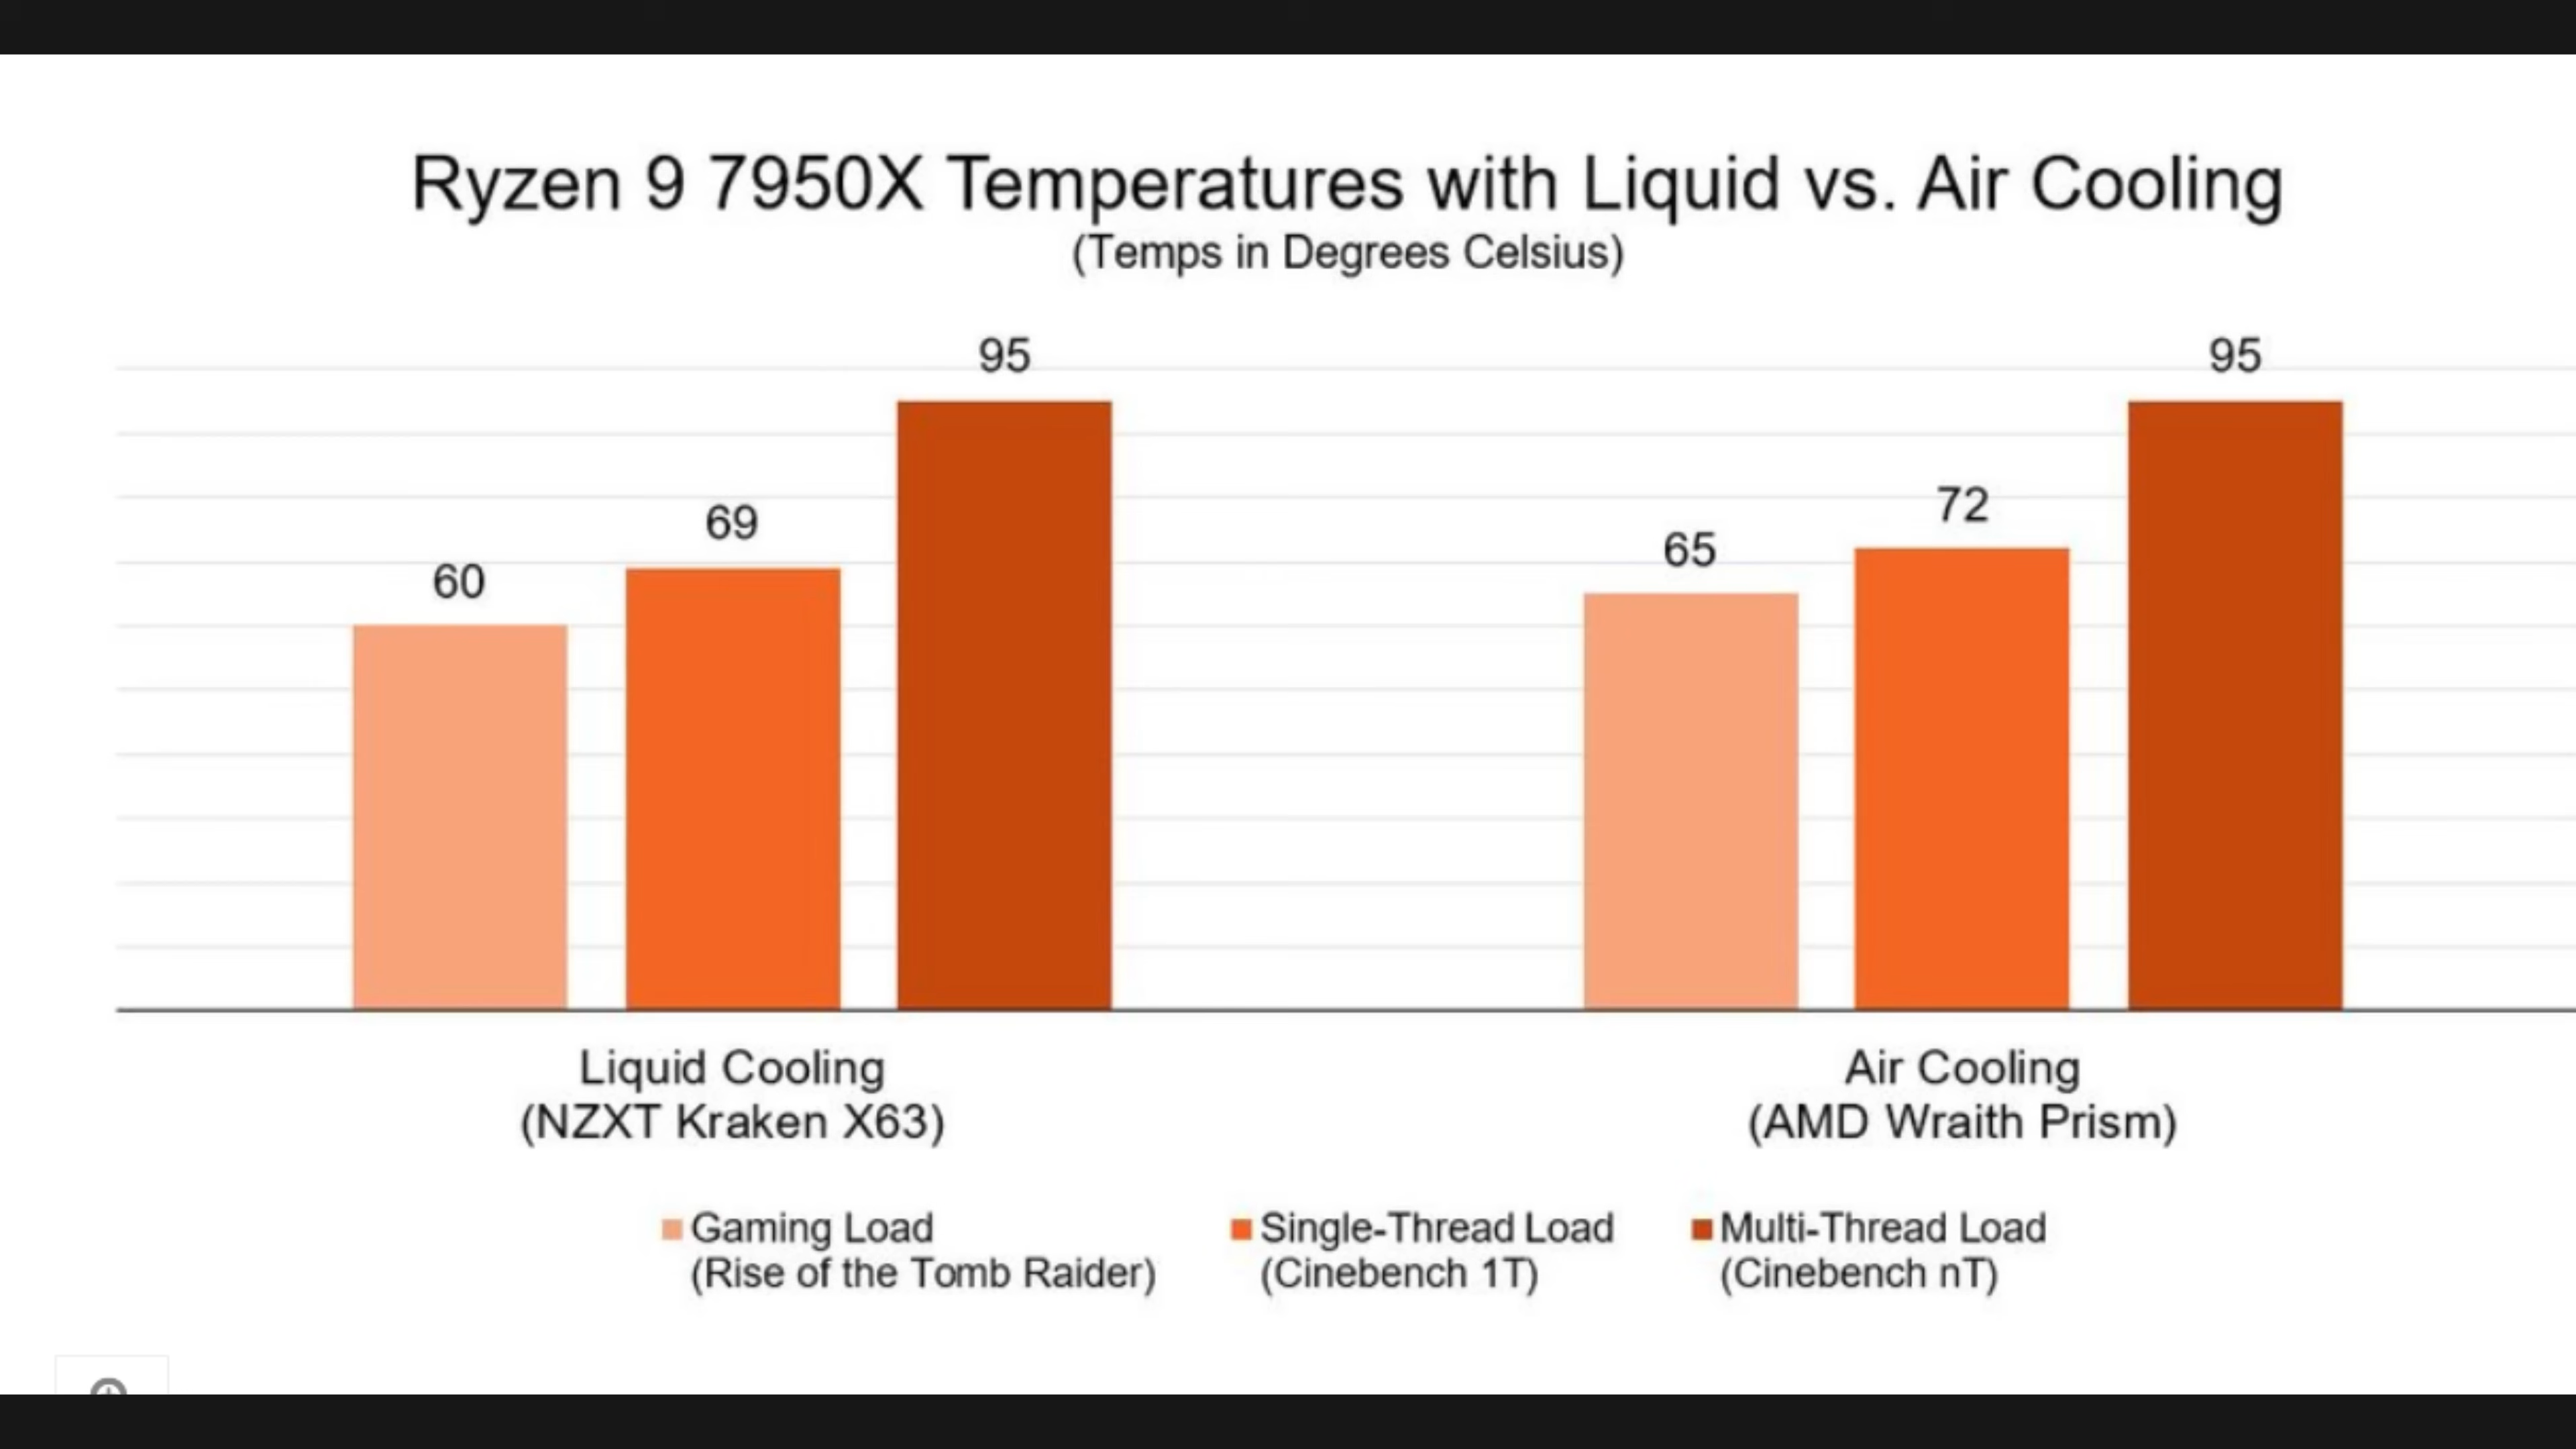 Ryzen 9 7950X Temperatures with Liquid vs. Air Cooling
(Temps in Degrees Celsius)
95
95
72
69
65
60
Liquid Cooling
(NZXT Kraken X63)
Air Cooling
(AMD Wraith Prism)
Gaming Load
(Rise of the Tomb Raider)
Single-Thread Load
(Cinebench 1T)
Multi-Thread Load
(Cinebench nT)